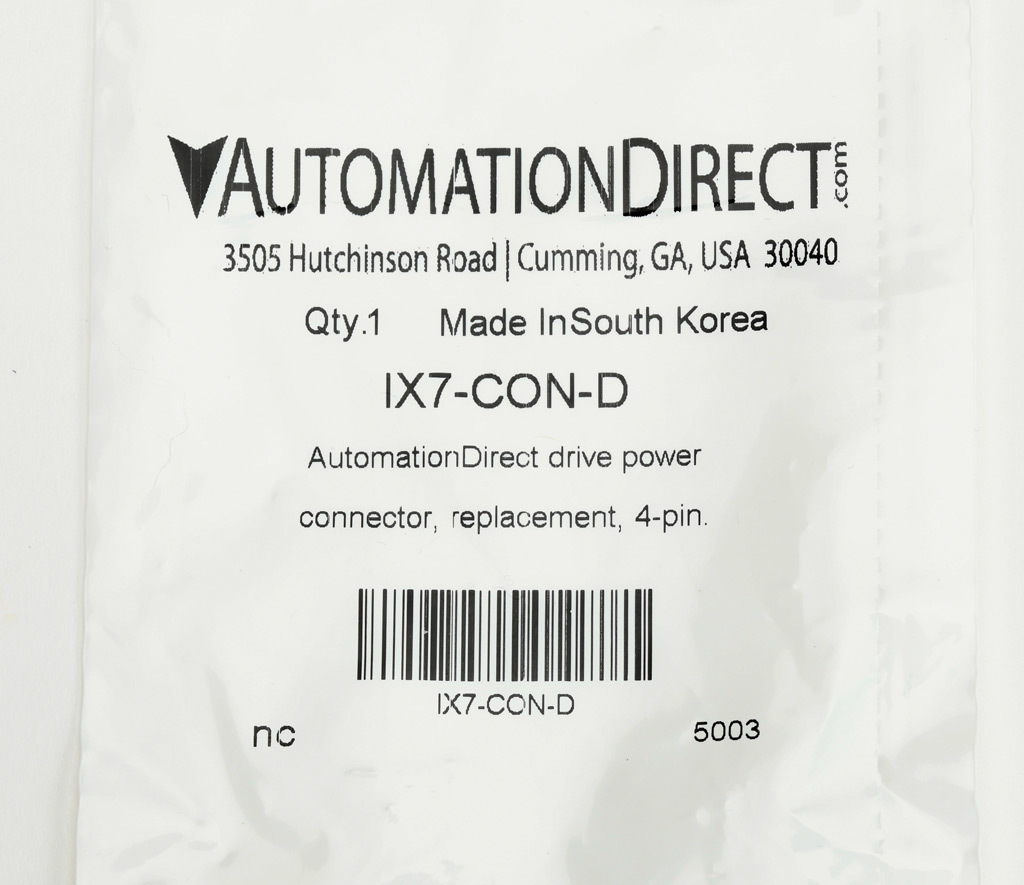 AUTOMATIONDIRECT.com
3505 Hutchinson Road | Cumming, GA, USA 30040
Qty.1 Made InSouth Korea
IX7-CON-D
AutomationDirect drive power
connector, replacement, 4-pin.
IX7-CON-D
nc 5003